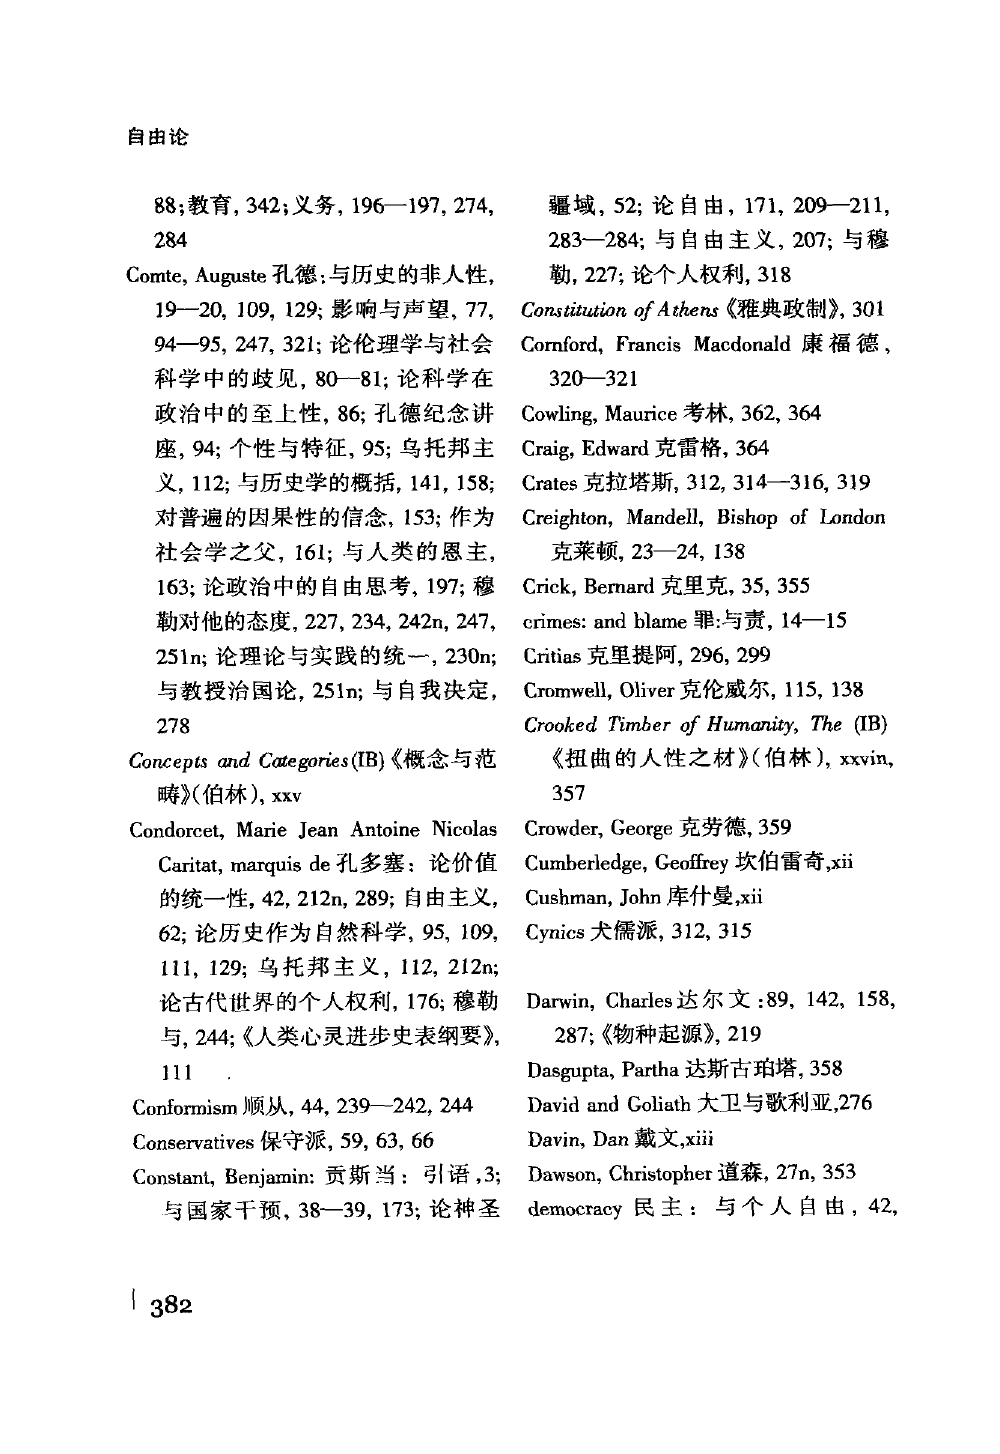 自由论
88;教育, 342;义务, 196—197, 274,
284
Comte, Auguste 孔德:与历史的非人性,
19—20, 109, 129; 影响与声望, 77,
94—95, 247, 321; 论伦理学与社会
科学中的歧见, 80—81; 论科学在
政治中的至上性, 86; 孔德纪念讲
座, 94; 个性与特征, 95; 乌托邦主
义, 112; 与历史学的概括, 141, 158;
对普遍的因果性的信念, 153; 作为
社会学之父, 161; 与人类的恩主,
163; 论政治中的自由思考, 197; 穆
勒对他的态度, 227, 234, 242n, 247,
251n; 论理论与实践的统一, 230n;
与教授治国论, 251n; 与自我决定,
278
Concepts and Categories(IB)《概念与范
畴》(伯林), xxv
Condorcet, Marie Jean Antoine Nicolas
Caritat, marquis de 孔多塞: 论价值
的统一性, 42, 212n, 289; 自由主义,
62; 论历史作为自然科学, 95, 109,
111, 129; 乌托邦主义, 112, 212n;
论古代世界的个人权利, 176; 穆勒
与, 244;《人类心灵进步史表纲要》,
111
Conformism 顺从, 44, 239—242, 244
Conservatives 保守派, 59, 63, 66
Constant, Benjamin: 贡斯当: 引语,3;
与国家干预, 38—39, 173; 论神圣
疆域, 52; 论自由, 171, 209—211,
283—284; 与自由主义, 207; 与穆
勒, 227; 论个人权利, 318
Constitution of Athens《雅典政制》, 301
Cornford, Francis Macdonald 康福德,
320—321
Cowling, Maurice 考林, 362, 364
Craig, Edward 克雷格, 364
Crates 克拉塔斯, 312, 314—316, 319
Creighton, Mandell, Bishop of London
克莱顿, 23—24, 138
Crick, Bernard 克里克, 35, 355
crimes: and blame 罪:与责, 14—15
Critias 克里提阿, 296, 299
Cromwell, Oliver 克伦威尔, 115, 138
Crooked Timber of Humanity, The (IB)
《扭曲的人性之材》(伯林), xxvin,
357
Crowder, George 克劳德, 359
Cumberledge, Geoffrey 坎伯雷奇,xii
Cushman, John 库什曼,xii
Cynics 犬儒派, 312, 315
Darwin, Charles 达尔文:89, 142, 158,
287;《物种起源》, 219
Dasgupta, Partha 达斯古珀塔, 358
David and Goliath 大卫与歌利亚,276
Davin, Dan 戴文,xiii
Dawson, Christopher 道森, 27n, 353
democracy 民主: 与个人自由, 42,
382